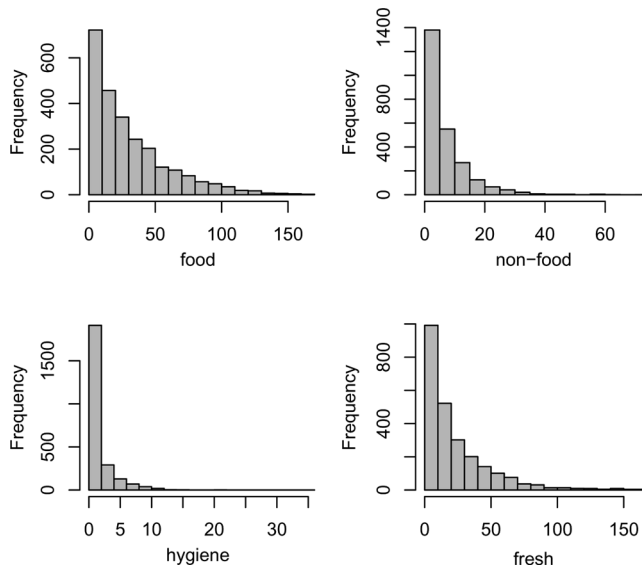 Frequency
0 200 400 600
0 50 100 150
food
Frequency
0 400 800 1400
0 20 40 60
non−food
Frequency
0 500 1500
0 5 10 20 30
hygiene
Frequency
0 400 800
0 50 100 150
fresh